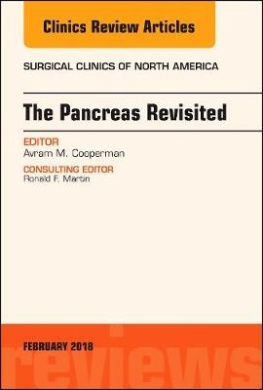 Clinics Review Articles
SURGICAL CLINICS OF NORTH AMERICA
The Pancreas Revisited
EDITOR
Avram M. Cooperman
CONSULTING EDITOR
Ronald F. Martin
FEBRUARY 2018
reviews